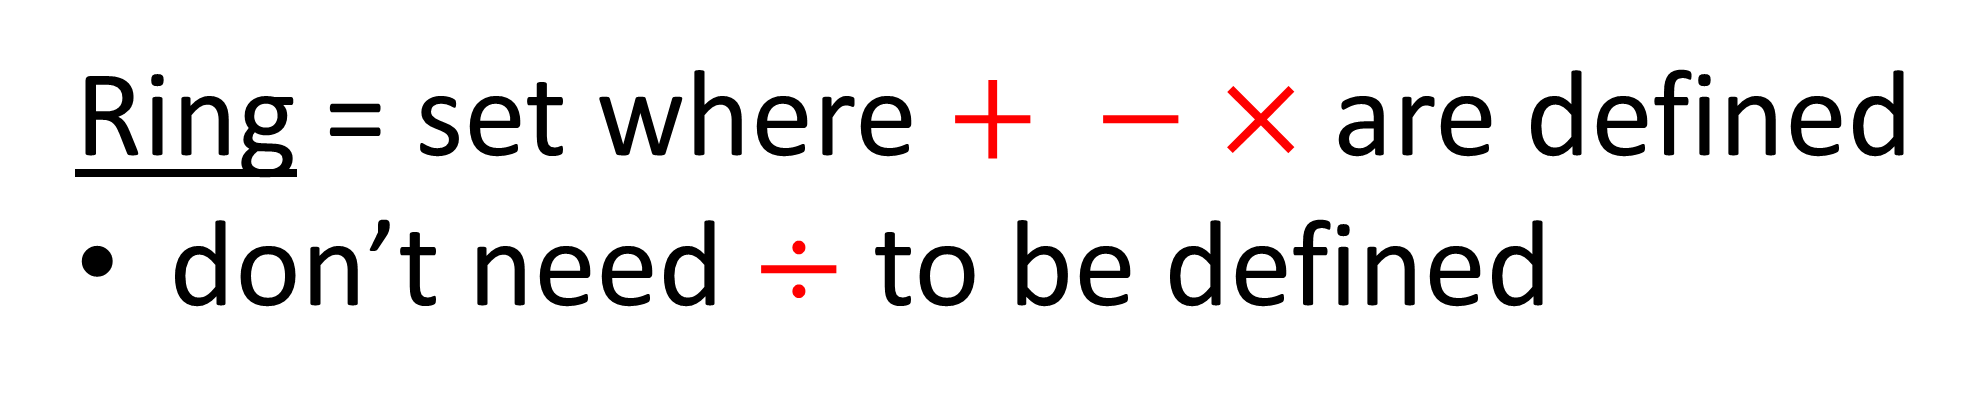 Ring = set where + − × are defined
• don’t need ÷ to be defined